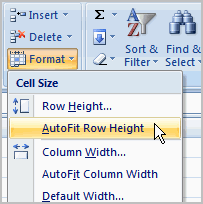 Insert
Delete
Format
Σ
A
Z
Sort &
Filter
Find &
Select
Cell Size
Row Height...
AutoFit Row Height
Column Width...
AutoFit Column Width
Default Width...